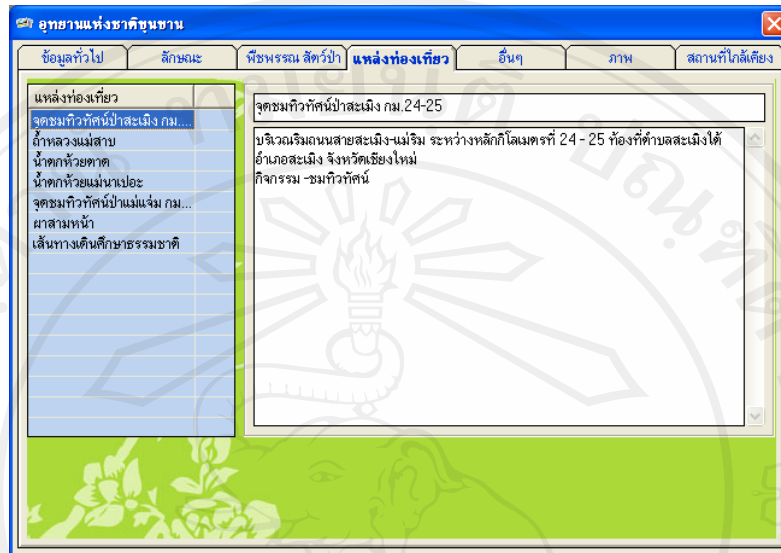 อุทยานแห่งชาติขุนขาน
ข้อมูลทั่วไป ลักษณะ พืชพรรณ สัตว์ป่า แหล่งท่องเที่ยว อื่นๆ ภาพ สถานที่ใกล้เคียง
แหล่งท่องเที่ยว
จุดชมทิวทัศน์ป่าสะเมิง กม....
ถ้ำหลวงแม่สาบ
น้ำตกห้วยตาด
น้ำตกห้วยแม่นาเปอะ
จุดชมทิวทัศน์ป่าแม่แจ่ม กม...
ผาสามหน้า
เส้นทางเดินศึกษาธรรมชาติ
จุดชมทิวทัศน์ป่าสะเมิง กม.24-25
บริเวณริมถนนสายสะเมิง-แม่ริม ระหว่างหลักกิโลเมตรที่ 24 - 25 ท้องที่ตำบลสะเมิงใต้
อำเภอสะเมิง จังหวัดเชียงใหม่
กิจกรรม -ชมทิวทัศน์